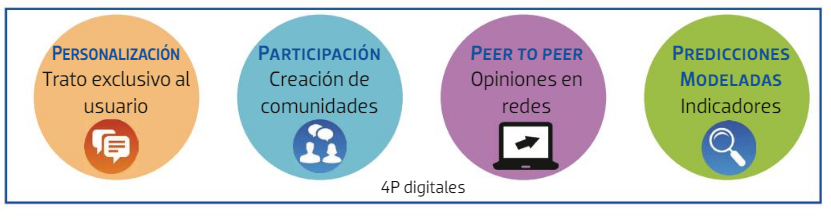 PERSONALIZACIÓN
Trato exclusivo al
usuario
PARTICIPACIÓN
Creación de
comunidades
PEER TO PEER
Opiniones en
redes
PREDICCIONES
MODELADAS
Indicadores
4P digitales